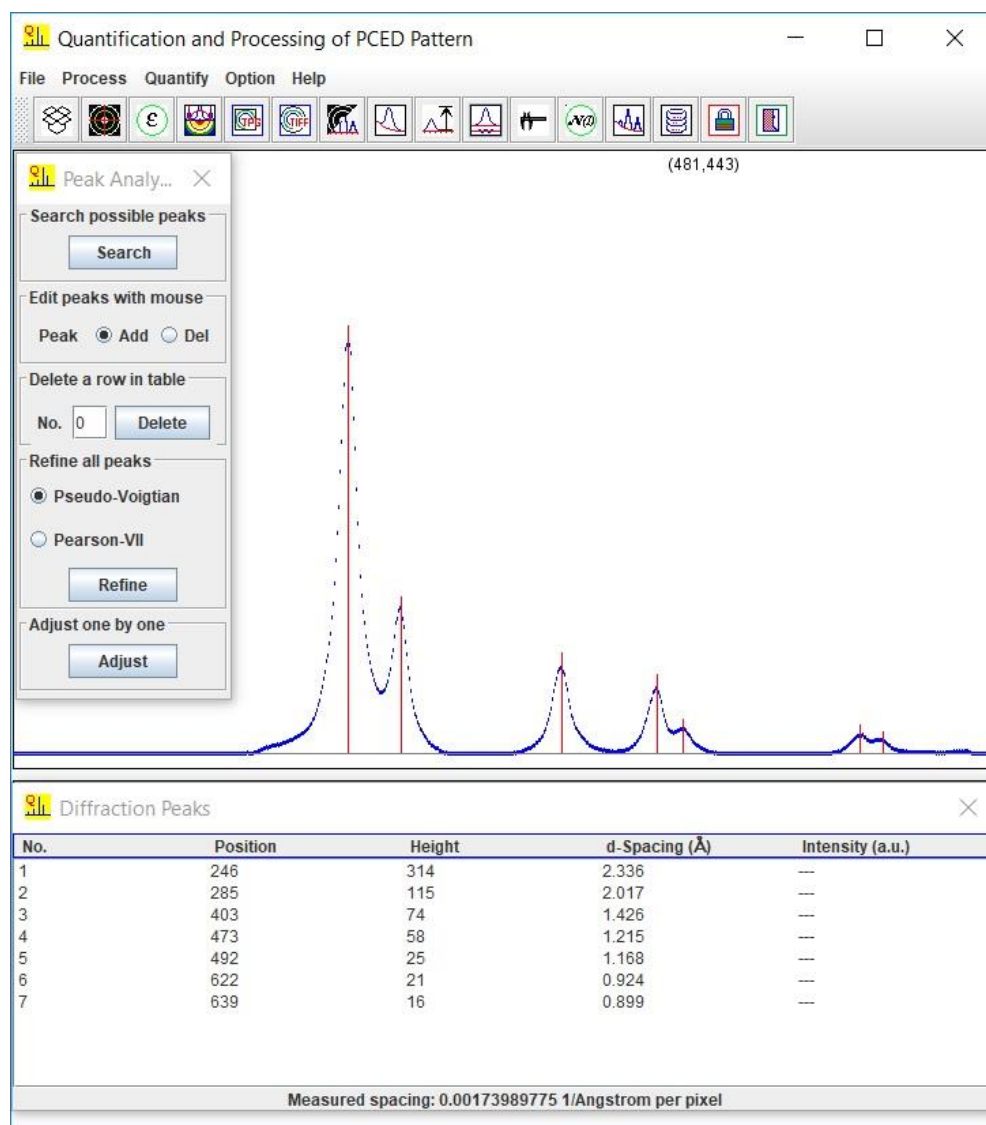 Quantification and Processing of PCED Pattern
File Process Quantify Option Help
ε TPG TIFF N@
(481,443)
Peak Analy...
Search possible peaks
Search
Edit peaks with mouse
Peak Add Del
Delete a row in table
No. 0 Delete
Refine all peaks
Pseudo-Voigtian
Pearson-VII
Refine
Adjust one by one
Adjust
Diffraction Peaks
No. Position Height d-Spacing (Å) Intensity (a.u.)
1 246 314 2.336 ---
2 285 115 2.017 ---
3 403 74 1.426 ---
4 473 58 1.215 ---
5 492 25 1.168 ---
6 622 21 0.924 ---
7 639 16 0.899 ---
Measured spacing: 0.00173989775 1/Angstrom per pixel